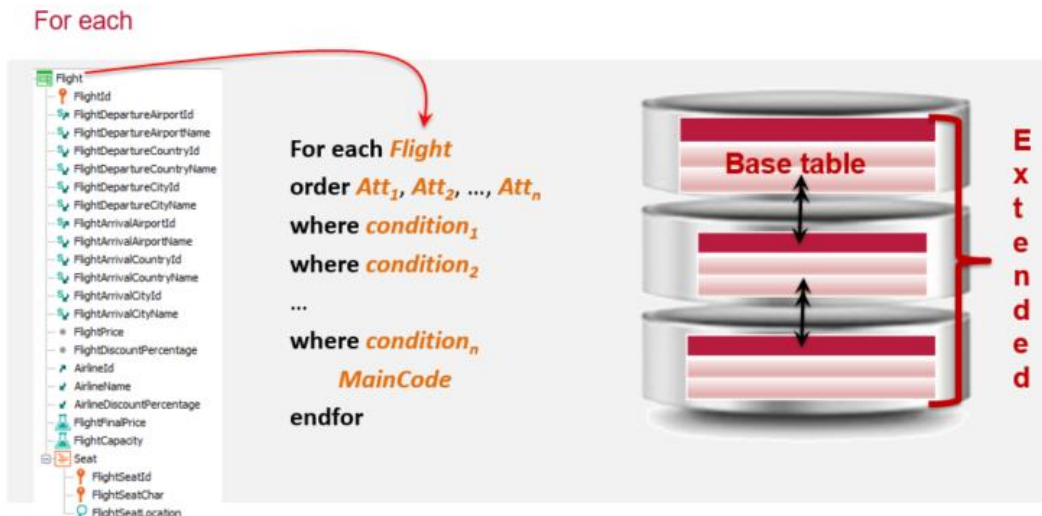 For each
Flight
FlightId
FlightDepartureAirportId
FlightDepartureAirportName
FlightDepartureCountryId
FlightDepartureCountryName
FlightDepartureCityId
FlightDepartureCityName
FlightArrivalAirportId
FlightArrivalAirportName
FlightArrivalCountryId
FlightArrivalCountryName
FlightArrivalCityId
FlightArrivalCityName
FlightPrice
FlightDiscountPercentage
AirlineId
AirlineName
AirlineDiscountPercentage
FlightFinalPrice
FlightCapacity
Seat
FlightSeatId
FlightSeatChar
FlightSeatLocation
For each Flight
order Att1, Att2, ..., Attn
where condition1
where condition2
...
where conditionn
MainCode
endfor
Base table
Extended